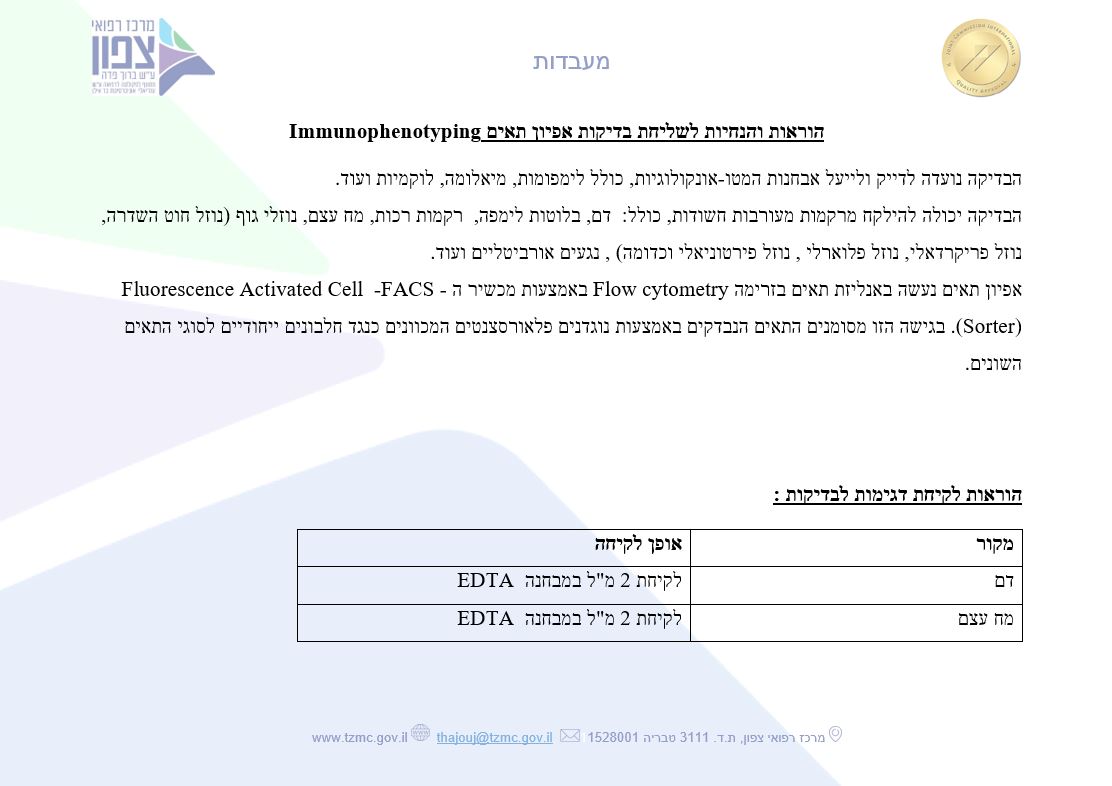 מרכז רפואי
צפון
ע״ש ברוך פדה
מעבדות
JOINT COMMISSION INTERNATIONAL
QUALITY APPROVAL
הוראות והנחיות לשליחת בדיקות אפיון תאים Immunophenotyping
הבדיקה נועדה לדייק ולייעל אבחנות המטו-אונקולוגיות, כולל לימפומות, מיאלומה, לוקמיות ועוד.
הבדיקה יכולה להילקח מרקמות מעורבות חשודות, כולל: דם, בלוטות לימפה, רקמות רכות, מח עצם, נוזלי גוף (נוזל חוט השדרה,
נוזל פריקרדאלי, נוזל פלוארלי , נוזל פירטוניאלי וכדומה) , נגעים אורביטליים ועוד.
אפיון תאים נעשה באנליזת תאים בזרימה Flow cytometry באמצעות מכשיר ה - FACS- Fluorescence Activated Cell
Sorter). בגישה הזו מסומנים התאים הנבדקים באמצעות נוגדנים פלאורסצנטים המכוונים כנגד חלבונים ייחודיים לסוגי התאים
השונים.
הוראות לקיחת דגימות לבדיקות :
מקור אופן לקיחה
דם לקיחת 2 מ"ל במבחנה EDTA
מח עצם לקיחת 2 מ"ל במבחנה EDTA
מרכז רפואי צפון, ת.ד. 3111 טבריה 1528001 thajouj@tzmc.gov.il www.tzmc.gov.il